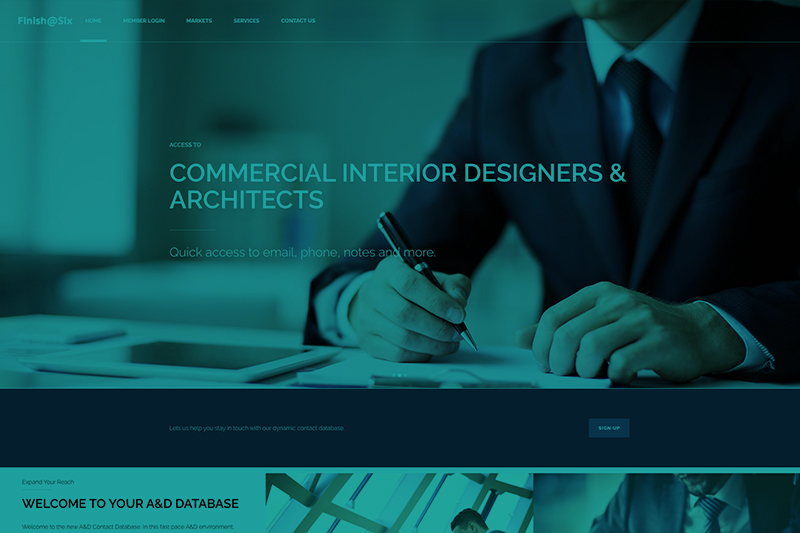 Finish@Six HOME MEMBER LOGIN MARKETS SERVICES CONTACT US
ACCESS TO
COMMERCIAL INTERIOR DESIGNERS &
ARCHITECTS
Quick access to email, phone, notes and more.
Lets us help you stay in touch with our dynamic contact database.
SIGN UP
Expand Your Reach
WELCOME TO YOUR A&D DATABASE
Welcome to the new A&D Contact Database. In this fast pace A&D environment,